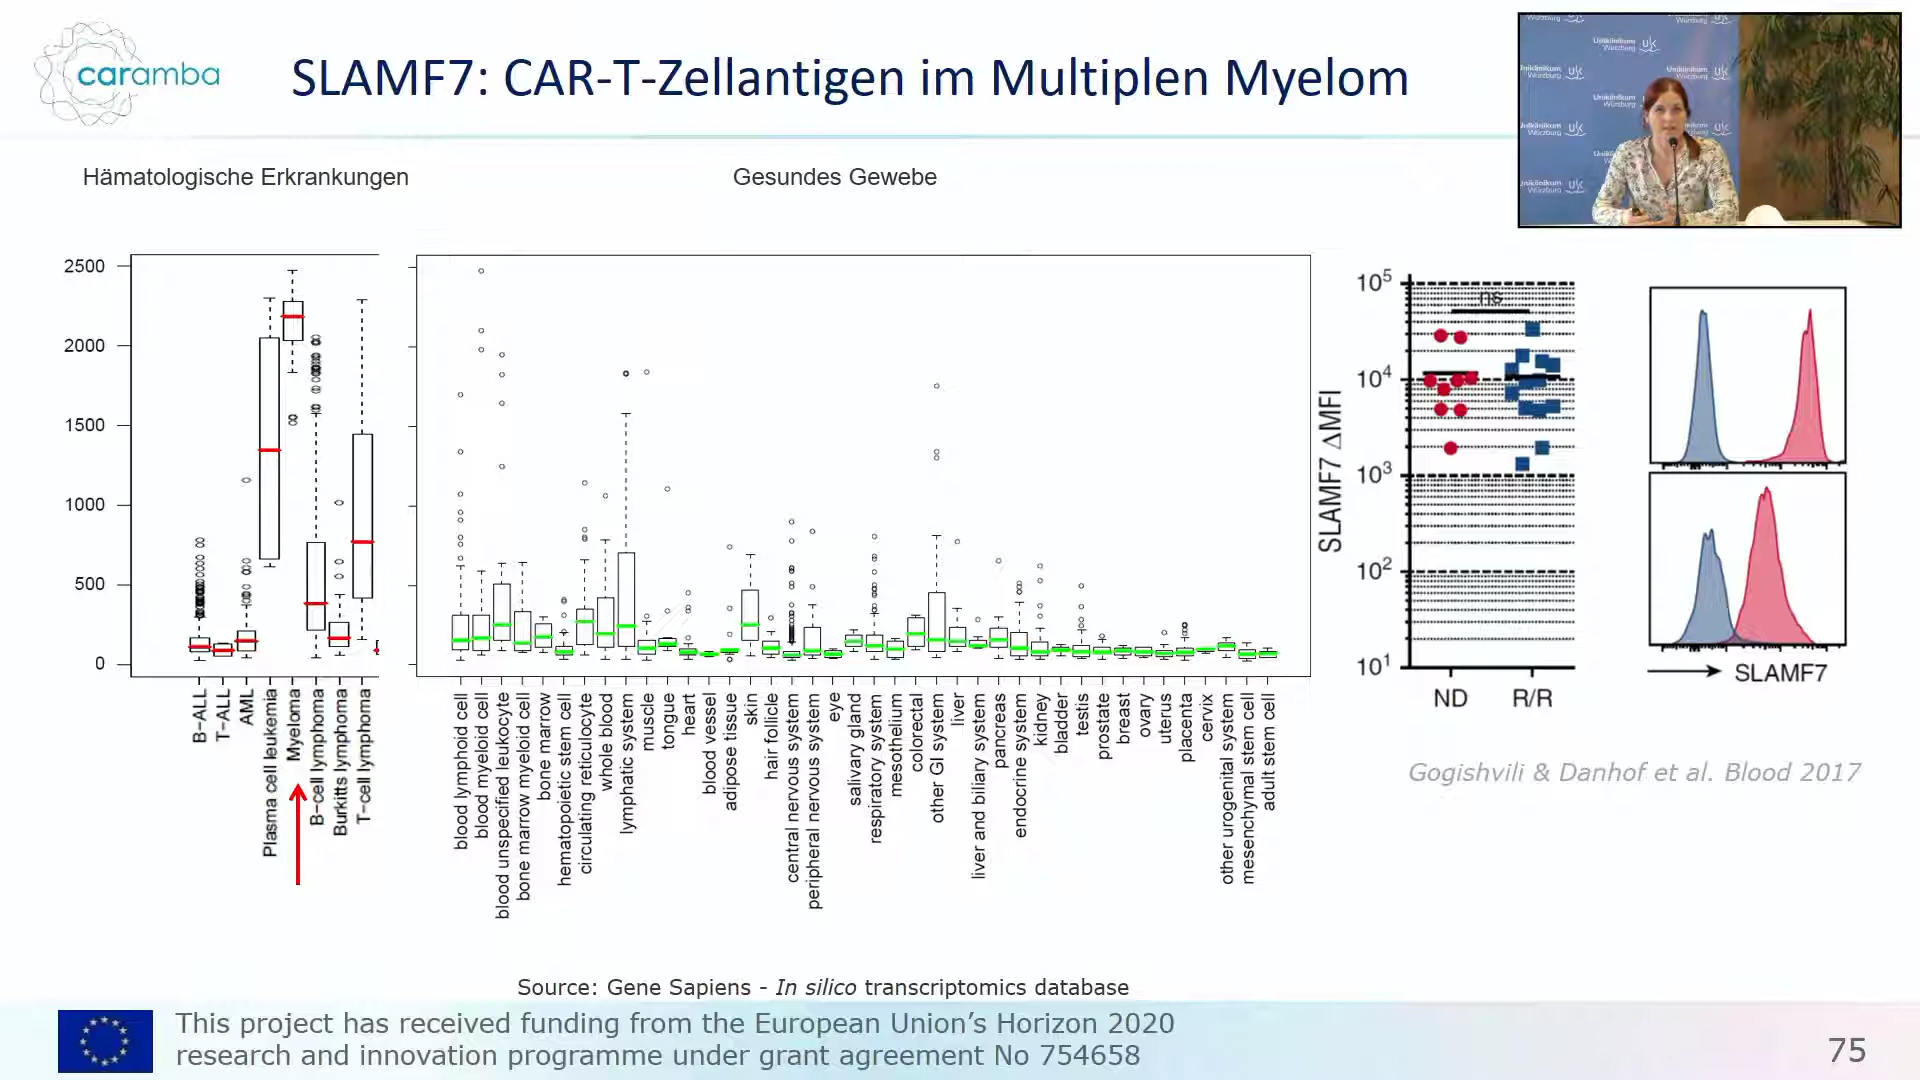 caramba
SLAMF7: CAR-T-Zellantigen im Multiplen Myelom
Uniklinikum
Würzburg
Hämatologische Erkrankungen
Gesundes Gewebe
2500
2000
1500
1000
500
0
B-ALL
T-ALL
AML
Plasma cell leukemia
Myeloma
B-cell lymphoma
Burkitts lymphoma
T-cell lymphoma
blood lymphoid cell
blood myeloid cell
blood unspecified leukocyte
bone marrow myeloid cell
bone marrow
hematopoietic stem cell
circulating reticulocyte
whole blood
lymphatic system
muscle
tongue
heart
blood vessel
adipose tissue
skin
hair follicle
central nervous system
peripheral nervous system
eye
salivary gland
respiratory system
mesothelium
colorectal
other GI system
liver
liver and biliary system
pancreas
endocrine system
kidney
bladder
testis
prostate
breast
ovary
uterus
placenta
cervix
other urogenital system
mesenchymal stem cell
adult stem cell
SLAMF7 ΔMFI
10⁵
10⁴
10³
10²
10¹
ns
ND R/R
SLAMF7
Gogishvili & Danhof et al. Blood 2017
Source: Gene Sapiens - In silico transcriptomics database
This project has received funding from the European Union's Horizon 2020
research and innovation programme under grant agreement No 754658
75